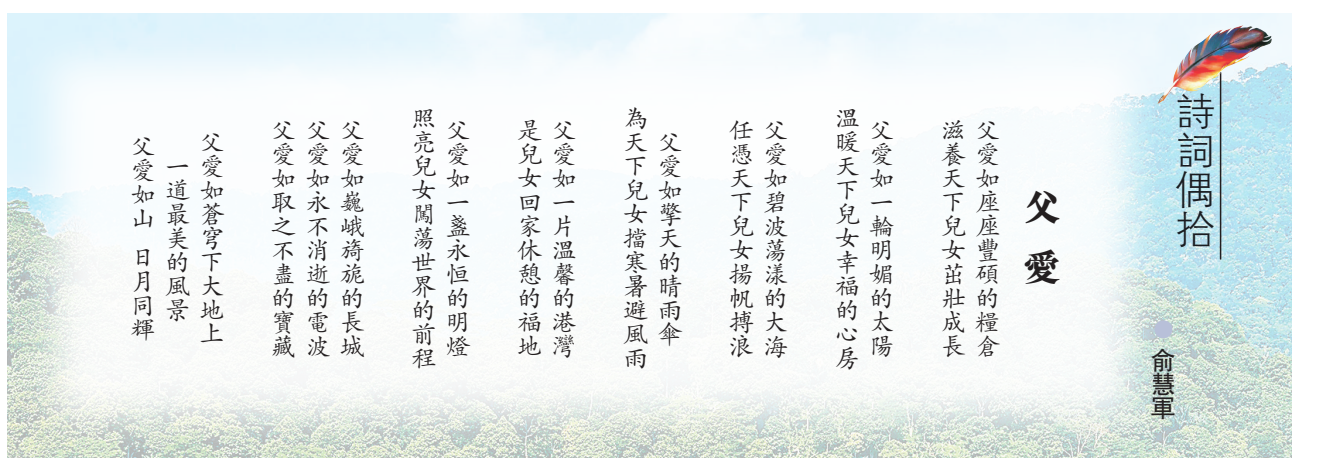 詩詞偶拾
●俞慧軍
父愛
父愛如座座豐碩的糧倉
滋養天下兒女茁壯成長
父愛如一輪明媚的太陽
溫暖天下兒女幸福的心房
父愛如碧波蕩漾的大海
任憑天下兒女揚帆搏浪
父愛如擎天的晴雨傘
為天下兒女擋寒暑避風雨
父愛如一片溫馨的港灣
是兒女回家休憩的福地
父愛如一盞永恒的明燈
照亮兒女闖蕩世界的前程
父愛如巍峨旖旎的長城
父愛如永不消逝的電波
父愛如取之不盡的寶藏
父愛如蒼穹下大地上
一道最美的風景
父愛如山 日月同輝